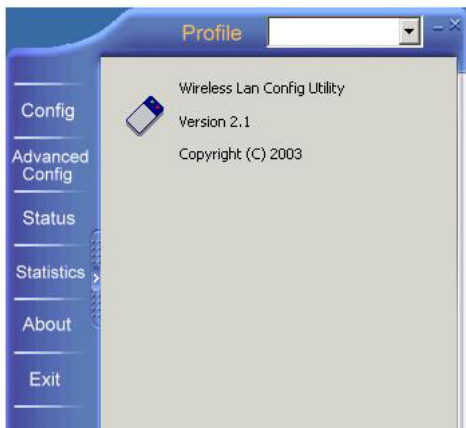 Profile
Wireless Lan Config Utility
Version 2.1
Copyright (C) 2003
Config
Advanced
Config
Status
Statistics
About
Exit